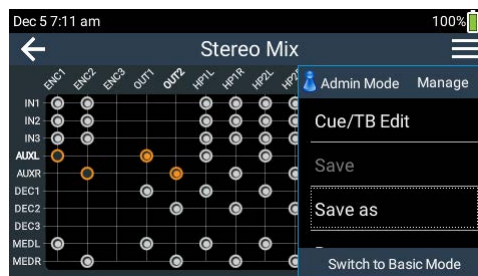 Dec 5 7:11 am 100%
Stereo Mix
ENC1 ENC2 ENC3 OUT1 OUT2 HP1L HP1R HP2L
Admin Mode Manage
IN1
IN2
IN3
AUXL
AUXR
DEC1
DEC2
DEC3
MEDL
MEDR
Cue/TB Edit
Save
Save as
Switch to Basic Mode